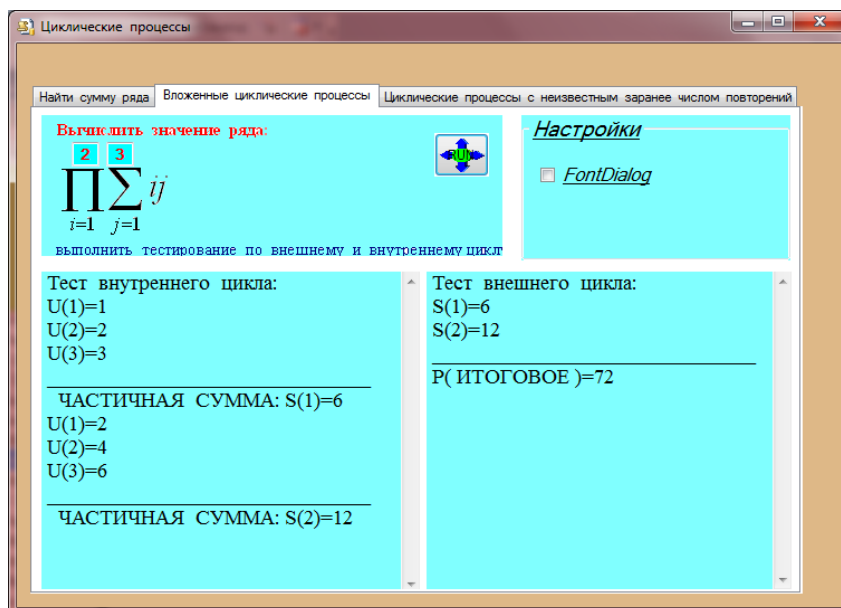 Циклические процессы
Найти сумму ряда
Вложенные циклические процессы
Циклические процессы с неизвестным заранее числом повторений
Вычислить значение ряда:
2 3
∏∑ij
i=1 j=1
выполнить тестирование по внешнему и внутреннему цикл
RUN
Настройки
FontDialog
Тест внутреннего цикла:
U(1)=1
U(2)=2
U(3)=3
ЧАСТИЧНАЯ СУММА: S(1)=6
U(1)=2
U(2)=4
U(3)=6
ЧАСТИЧНАЯ СУММА: S(2)=12
Тест внешнего цикла:
S(1)=6
S(2)=12
P( ИТОГОВОЕ )=72